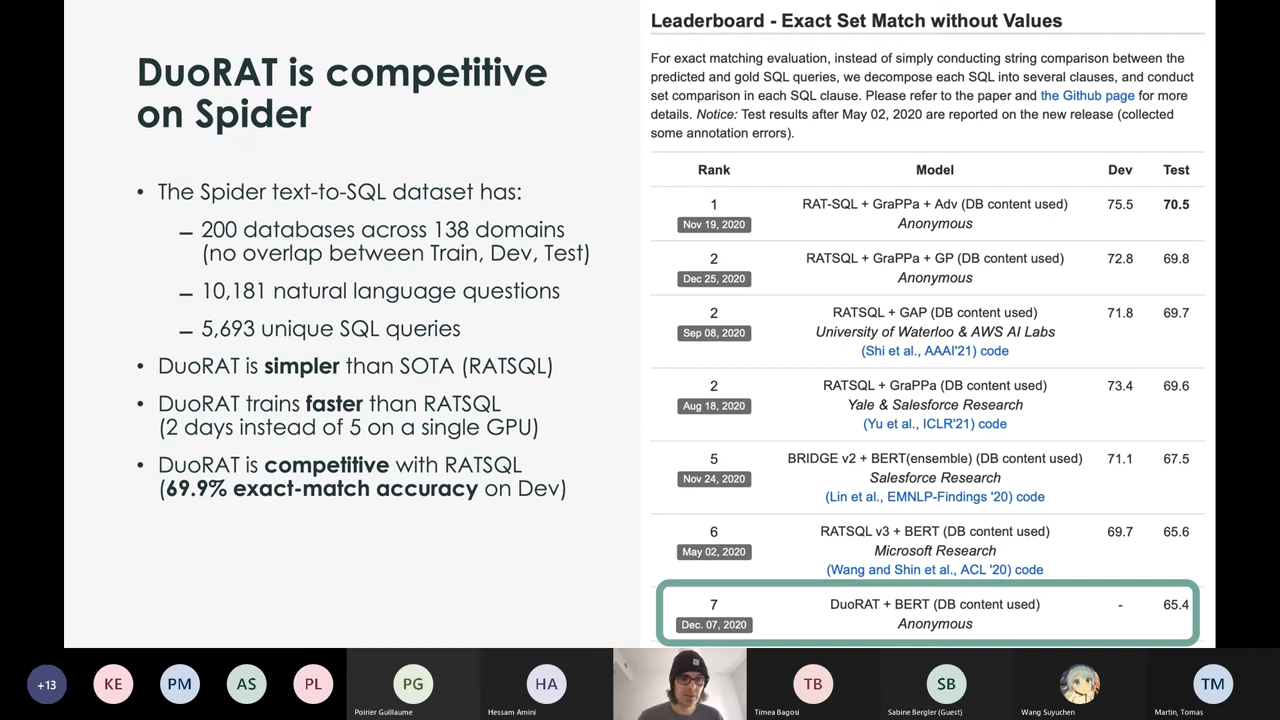 DuoRAT is competitive
on Spider
• The Spider text-to-SQL dataset has:
– 200 databases across 138 domains
(no overlap between Train, Dev, Test)
– 10,181 natural language questions
– 5,693 unique SQL queries
• DuoRAT is simpler than SOTA (RATSQL)
• DuoRAT trains faster than RATSQL
(2 days instead of 5 on a single GPU)
• DuoRAT is competitive with RATSQL
(69.9% exact-match accuracy on Dev)
Leaderboard - Exact Set Match without Values
For exact matching evaluation, instead of simply conducting string comparison between the
predicted and gold SQL queries, we decompose each SQL into several clauses, and conduct
set comparison in each SQL clause. Please refer to the paper and the Github page for more
details. Notice: Test results after May 02, 2020 are reported on the new release (collected
some annotation errors).
Rank Model Dev Test
1 RAT-SQL + GraPPa + Adv (DB content used) 75.5 70.5
Nov 19, 2020 Anonymous
2 RATSQL + GraPPa + GP (DB content used) 72.8 69.8
Dec 25, 2020 Anonymous
2 RATSQL + GAP (DB content used) 71.8 69.7
Sep 08, 2020 University of Waterloo & AWS AI Labs
(Shi et al., AAAI'21) code
2 RATSQL + GraPPa (DB content used) 73.4 69.6
Aug 18, 2020 Yale & Salesforce Research
(Yu et al., ICLR'21) code
5 BRIDGE v2 + BERT(ensemble) (DB content used) 71.1 67.5
Nov 24, 2020 Salesforce Research
(Lin et al., EMNLP-Findings '20) code
6 RATSQL v3 + BERT (DB content used) 69.7 65.6
May 02, 2020 Microsoft Research
(Wang and Shin et al., ACL '20) code
7 DuoRAT + BERT (DB content used) - 65.4
Dec. 07, 2020 Anonymous
+13 KE PM AS PL PG HA TB SB TM
Poirier Guillaume Hessam Amini Timea Bagosi Sabine Bergler (Guest) Wang Suyuchen Martin, Tomas